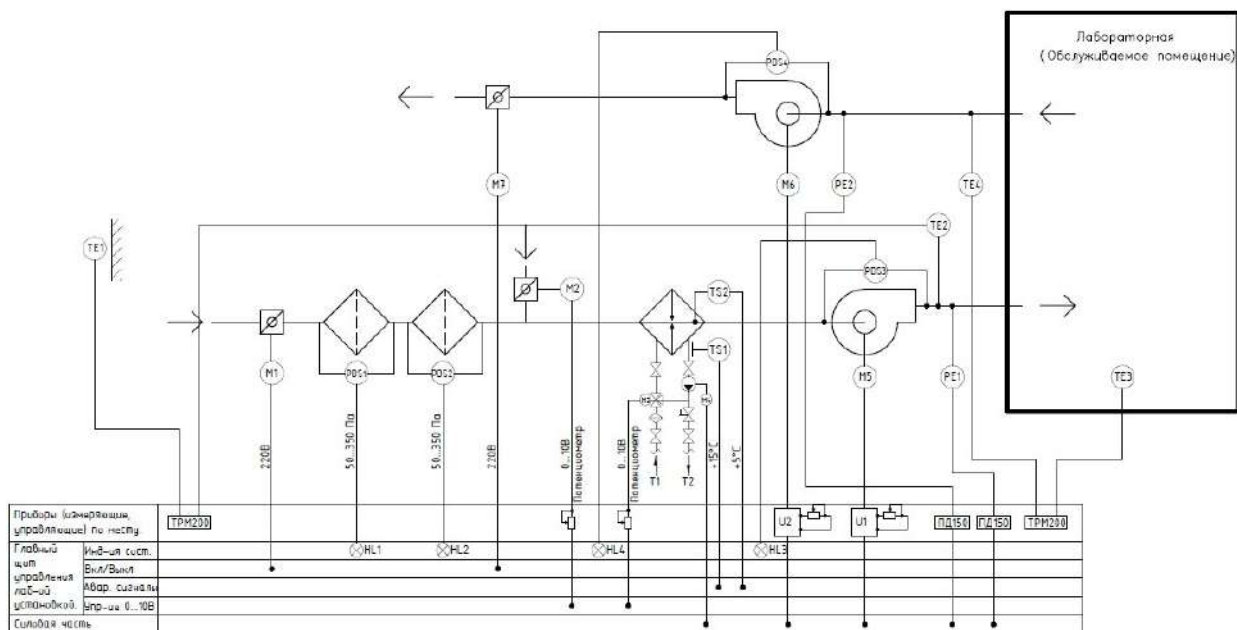 Лабораторная
(Обслуживаемое помещение)
PDS4
M7
M6
PE2
TE4
TE1
TE2
PDS3
M2
TS2
TS1
M1
PDS1
PDS2
M5
PE1
TE3
220В
50...350 Па
50...350 Па
220В
0...10В
Потенциометр
0...10В
Потенциометр
T1
T2
+15°C
+5°C
Приборы (измеряющие,
управляющие) по месту.
ТРМ200
U2
U1
ПД150
ПД150
ТРМ200
Главный
щит
управления
лаб-ой
установкой.
Инд-ия сист.
HL1
HL2
HL4
HL3
Вкл/Выкл
Авар. сигналы
Упр-ие 0...10В
Силовая часть